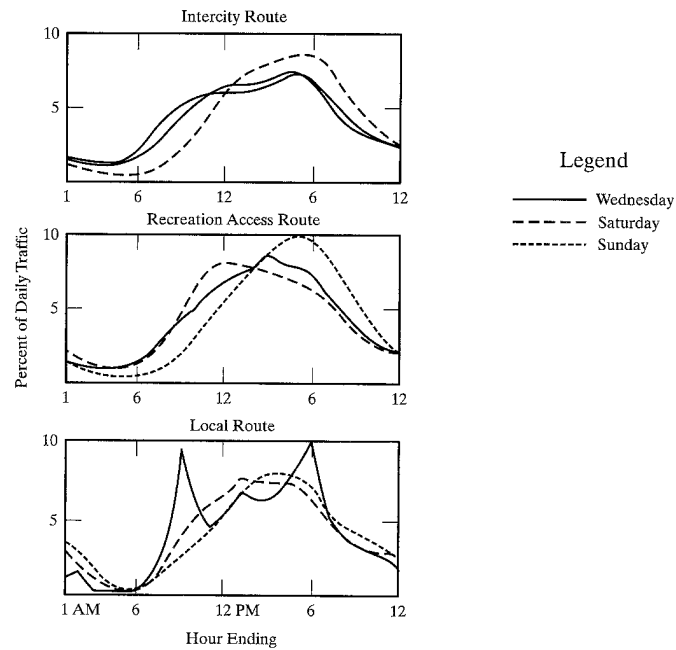 Intercity Route
10
5
1 6 12 6 12
Recreation Access Route
10
5
1 6 12 6 12
Local Route
10
5
1 AM 6 12 PM 6 12
Hour Ending
Percent of Daily Traffic
Legend
Wednesday
Saturday
Sunday